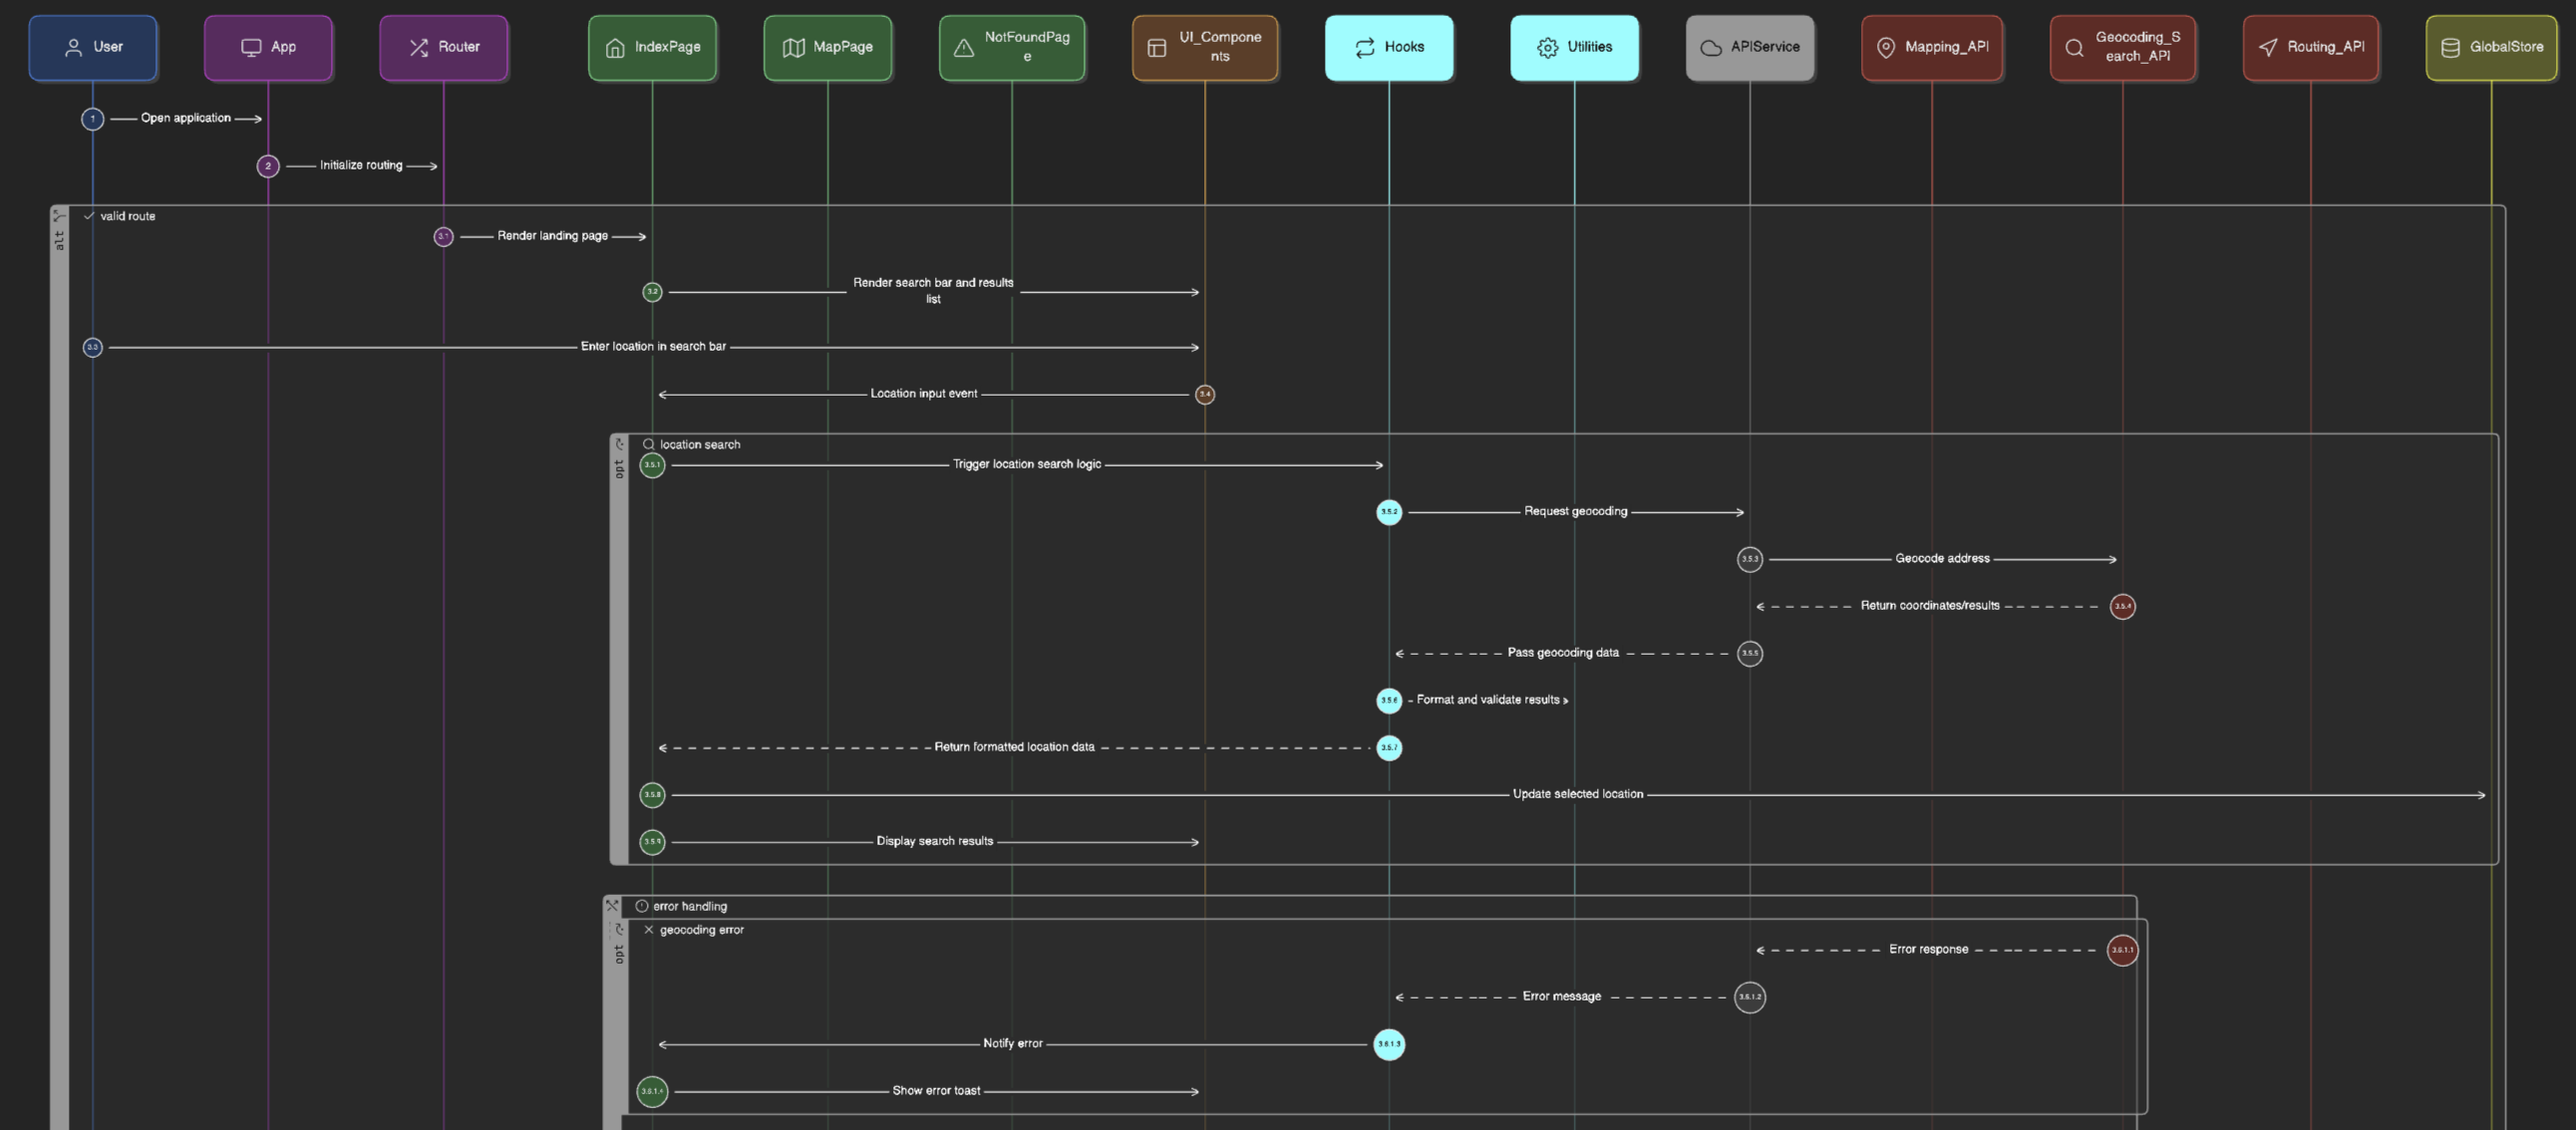 User
App
Router
IndexPage
MapPage
NotFoundPag
e
UI_Compone
nts
Hooks
Utilities
APIService
Mapping_API
Geocoding_S
earch_API
Routing_API
GlobalStore
1
Open application
2
Initialize routing
alt
valid route
3.1
Render landing page
3.2
Render search bar and results
list
3.3
Enter location in search bar
Location input event
3.4
opt
location search
3.5.1
Trigger location search logic
3.5.2
Request geocoding
3.5.3
Geocode address
Return coordinates/results
3.5.4
Pass geocoding data
3.5.5
3.5.6
Format and validate results
Return formatted location data
3.5.7
3.5.8
Update selected location
3.5.9
Display search results
error handling
opt
geocoding error
Error response
3.6.1.1
Error message
3.6.1.2
Notify error
3.6.1.3
3.6.1.4
Show error toast